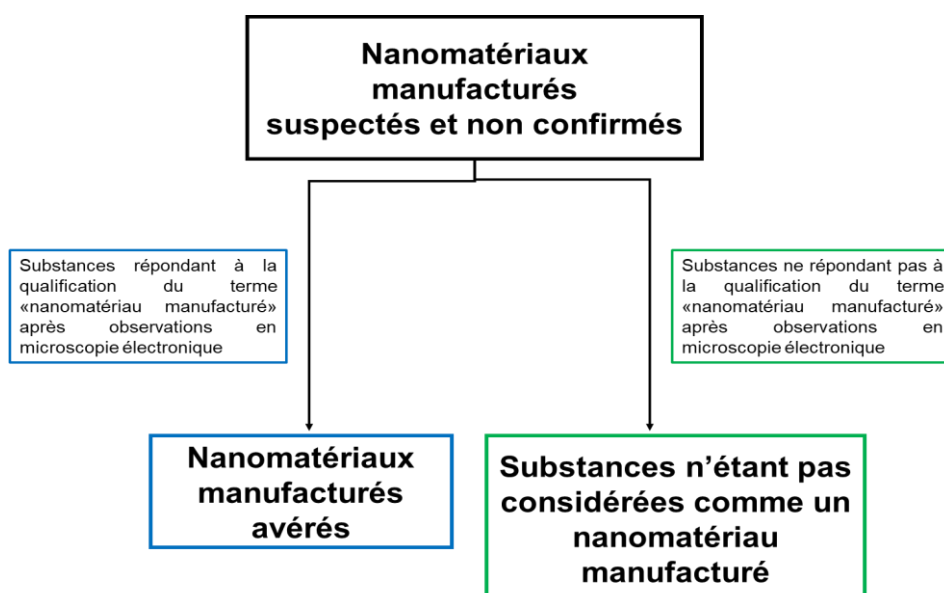 Nanomatériaux
manufacturés
suspectés et non confirmés
Substances répondant à la
qualification du terme
«nanomatériau manufacturé»
après observations en
microscopie électronique
Substances ne répondant pas à
la qualification du terme
«nanomatériau manufacturé»
après observations en
microscopie électronique
Nanomatériaux
manufacturés
avérés
Substances n’étant pas
considérées comme un
nanomatériau
manufacturé